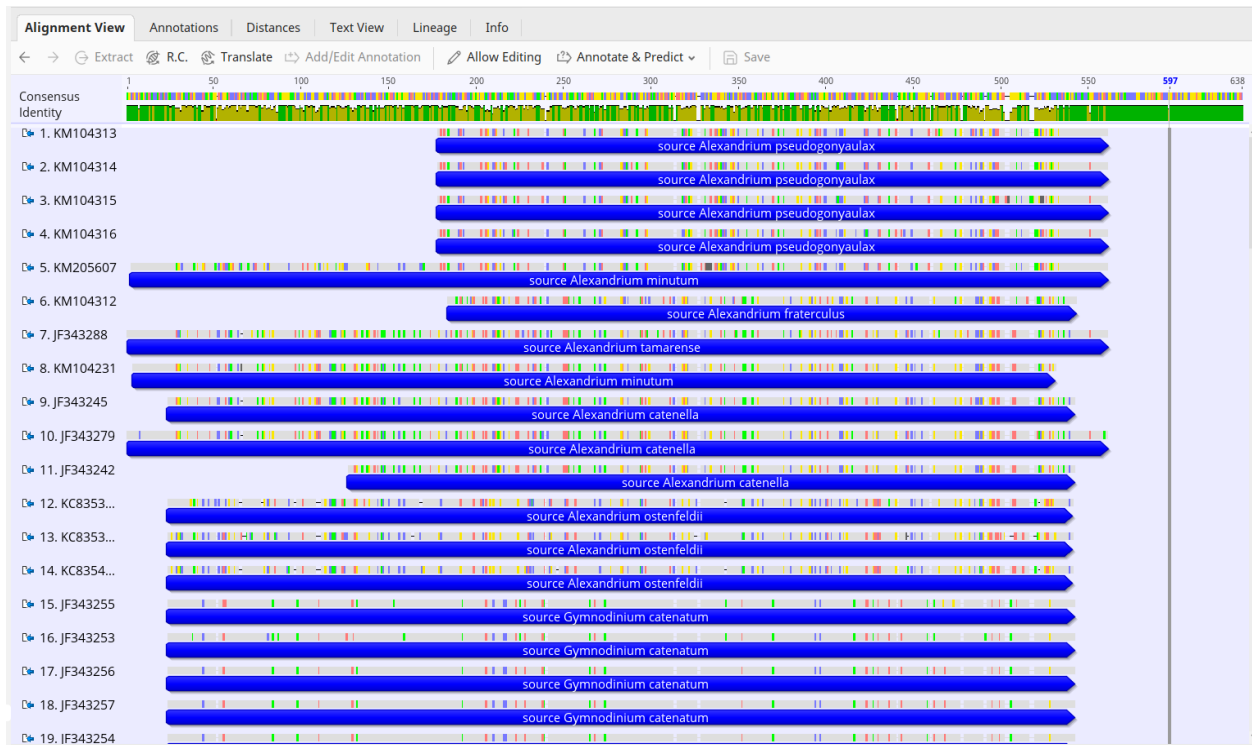 Alignment View Annotations Distances Text View Lineage Info
Extract R.C. Translate Add/Edit Annotation Allow Editing Annotate & Predict Save
1 50 100 150 200 250 300 350 400 450 500 550 597 638
Consensus
Identity
1. KM104313
source Alexandrium pseudogonyaulax
2. KM104314
source Alexandrium pseudogonyaulax
3. KM104315
source Alexandrium pseudogonyaulax
4. KM104316
source Alexandrium pseudogonyaulax
5. KM205607
source Alexandrium minutum
6. KM104312
source Alexandrium fraterculus
7. JF343288
source Alexandrium tamarense
8. KM104231
source Alexandrium minutum
9. JF343245
source Alexandrium catenella
10. JF343279
source Alexandrium catenella
11. JF343242
source Alexandrium catenella
12. KC8353...
source Alexandrium ostenfeldii
13. KC8353...
source Alexandrium ostenfeldii
14. KC8354...
source Alexandrium ostenfeldii
15. JF343255
source Gymnodinium catenatum
16. JF343253
source Gymnodinium catenatum
17. JF343256
source Gymnodinium catenatum
18. JF343257
source Gymnodinium catenatum
19. JF343254